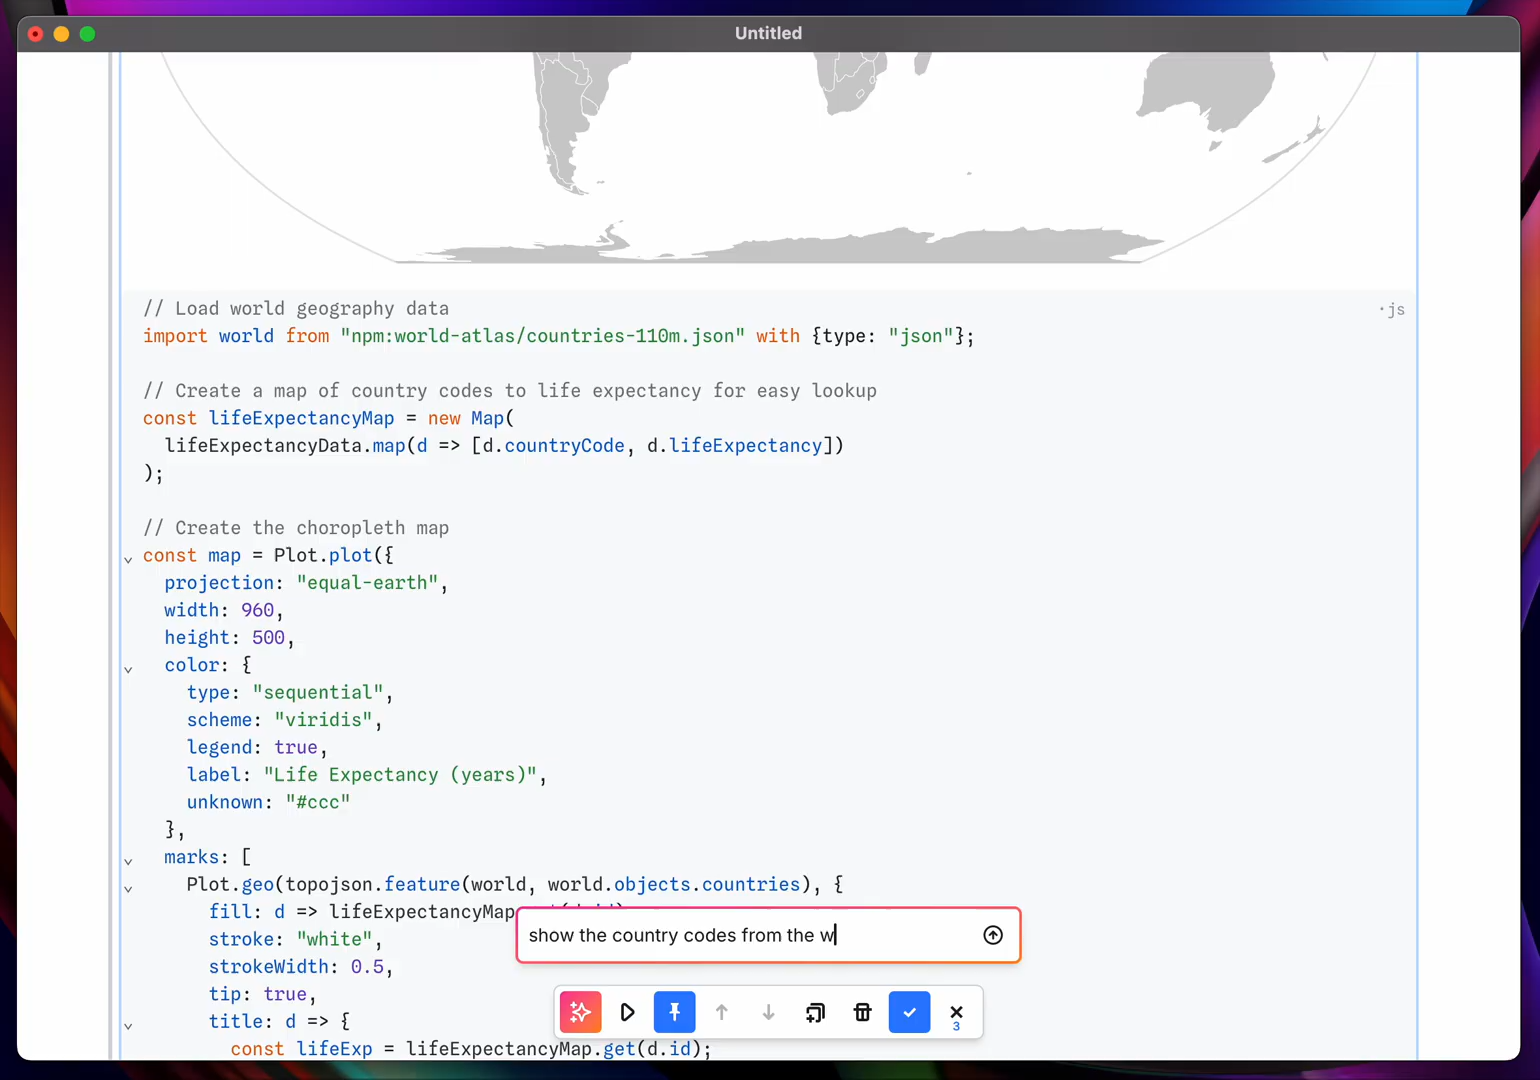 Untitled
// Load world geography data
·js
import world from "npm:world-atlas/countries-110m.json" with {type: "json"};
// Create a map of country codes to life expectancy for easy lookup
const lifeExpectancyMap = new Map(
lifeExpectancyData.map(d => [d.countryCode, d.lifeExpectancy])
);
// Create the choropleth map
const map = Plot.plot({
projection: "equal-earth",
width: 960,
height: 500,
color: {
type: "sequential",
scheme: "viridis",
legend: true,
label: "Life Expectancy (years)",
unknown: "#ccc"
},
marks: [
Plot.geo(topojson.feature(world, world.objects.countries), {
fill: d => lifeExpectancyMap
show the country codes from the w
stroke: "white",
strokeWidth: 0.5,
tip: true,
title: d => {
3
const lifeExp = lifeExpectancyMap.get(d.id);